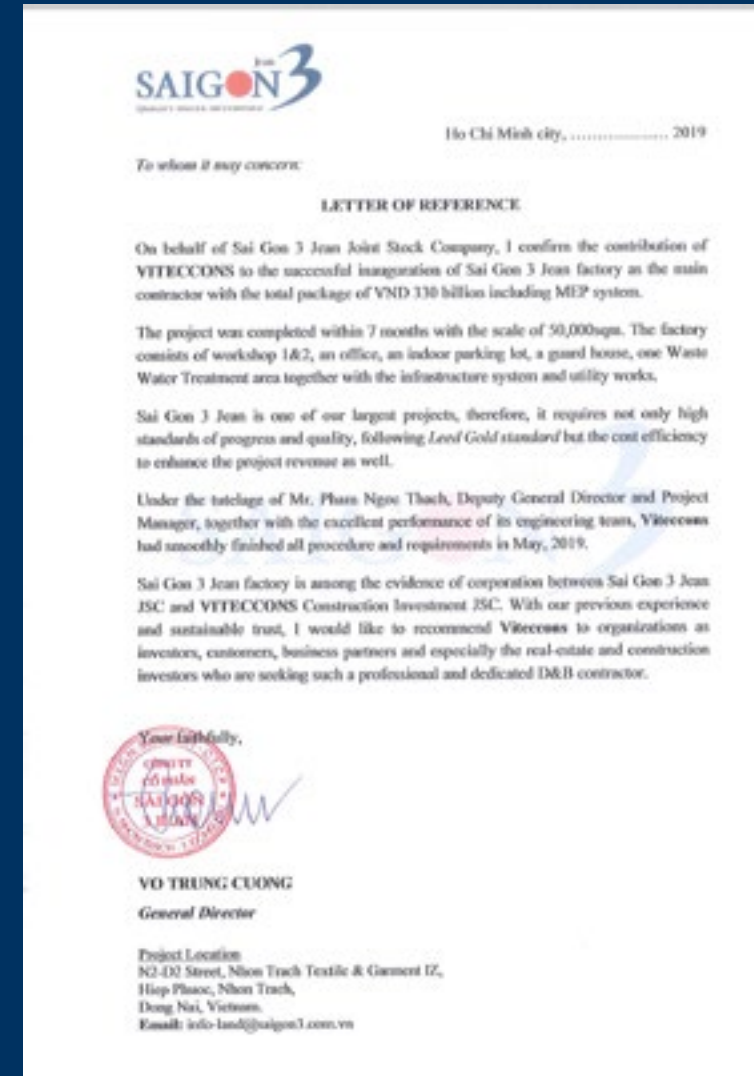 Jean
SAIGON 3
Ho Chi Minh city, .................... 2019
To whom it may concern:
LETTER OF REFERENCE
On behalf of Sai Gon 3 Jean Joint Stock Company, I confirm the contribution of
VITECCONS to the successful inauguration of Sai Gon 3 Jean factory as the main
contractor with the total package of VND 330 billion including MEP system.
The project was completed within 7 months with the scale of 50,000sqm. The factory
consists of workshop 1&2, an office, an indoor parking lot, a guard house, one Waste
Water Treatment area together with the infrastructure system and utility works.
Sai Gon 3 Jean is one of our largest projects, therefore, it requires not only high
standards of progress and quality, following Leed Gold standard but the cost efficiency
to enhance the project revenue as well.
Under the tutelage of Mr. Pham Ngoc Thach, Deputy General Director and Project
Manager, together with the excellent performance of its engineering team, Viteccons
had smoothly finished all procedure and requirements in May, 2019.
Sai Gon 3 Jean factory is among the evidence of corporation between Sai Gon 3 Jean
JSC and VITECCONS Construction Investment JSC. With our previous experience
and sustainable trust, I would like to recommend Viteccons to organizations as
investors, customers, business partners and especially the real-estate and construction
investors who are seeking such a professional and dedicated D&B contractor.
Your faithfully,
CÔNG TY
CỔ PHẦN
SÀI GÒN
3 JEAN
VO TRUNG CUONG
General Director
Project Location
N2-D2 Street, Nhon Trach Textile & Garment IZ,
Hiep Phuoc, Nhon Trach,
Dong Nai, Vietnam.
Email: info-land@saigon3.com.vn